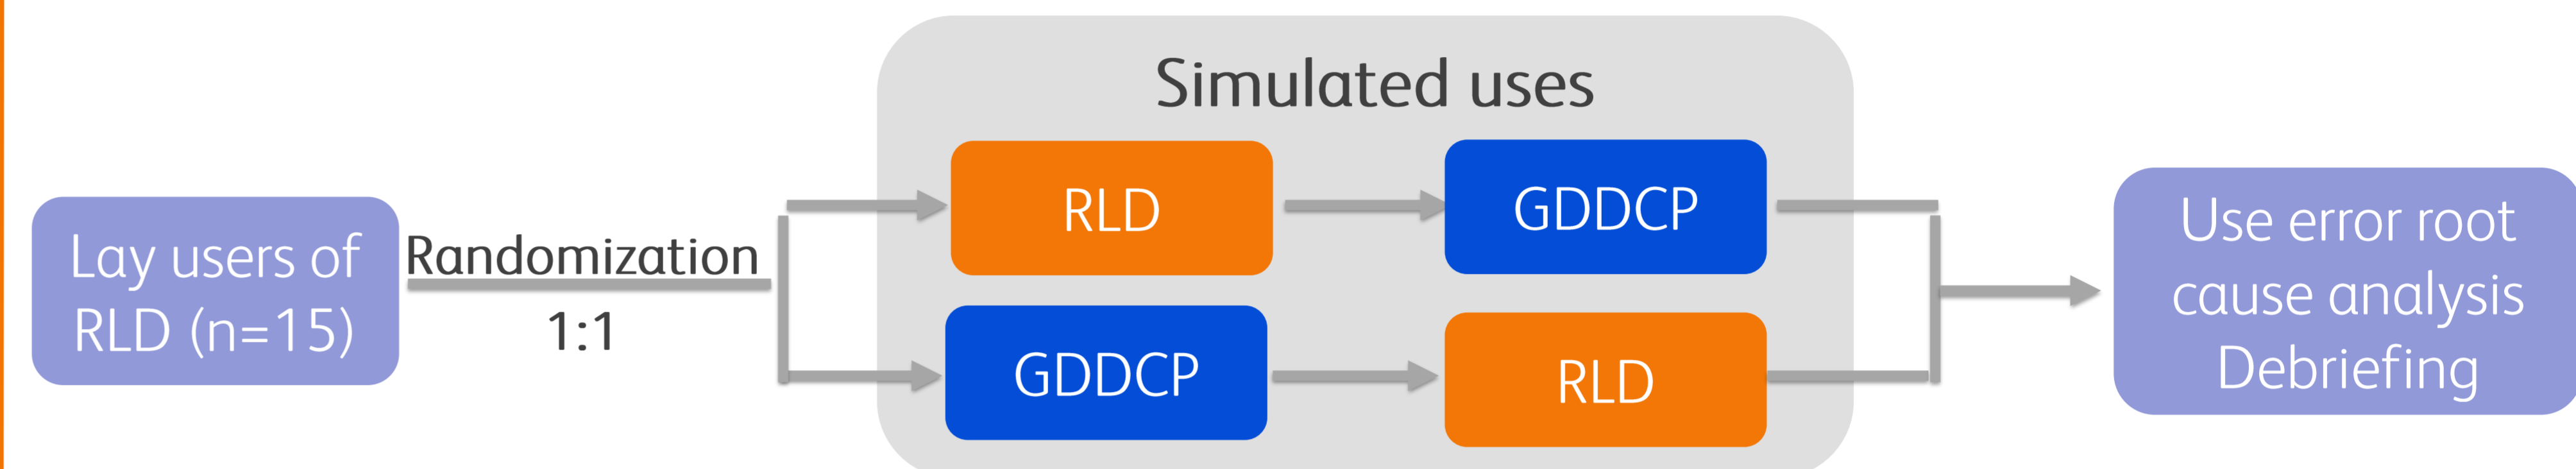 Simulated uses
Lay users of
RLD (n=15)
Randomization
1:1
RLD
GDDCP
GDDCP
RLD
Use error root
cause analysis
Debriefing